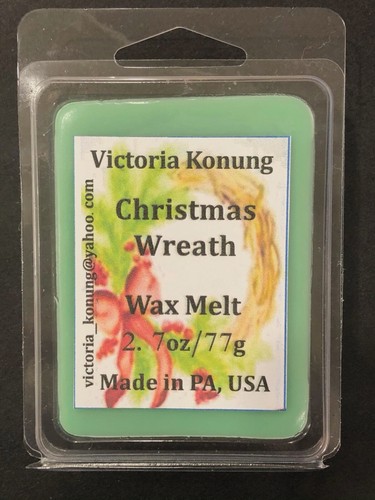 Victoria Konung
Christmas
Wreath
Wax Melt
2. 7oz/77g
Made in PA, USA
victoria_konung@yahoo. com